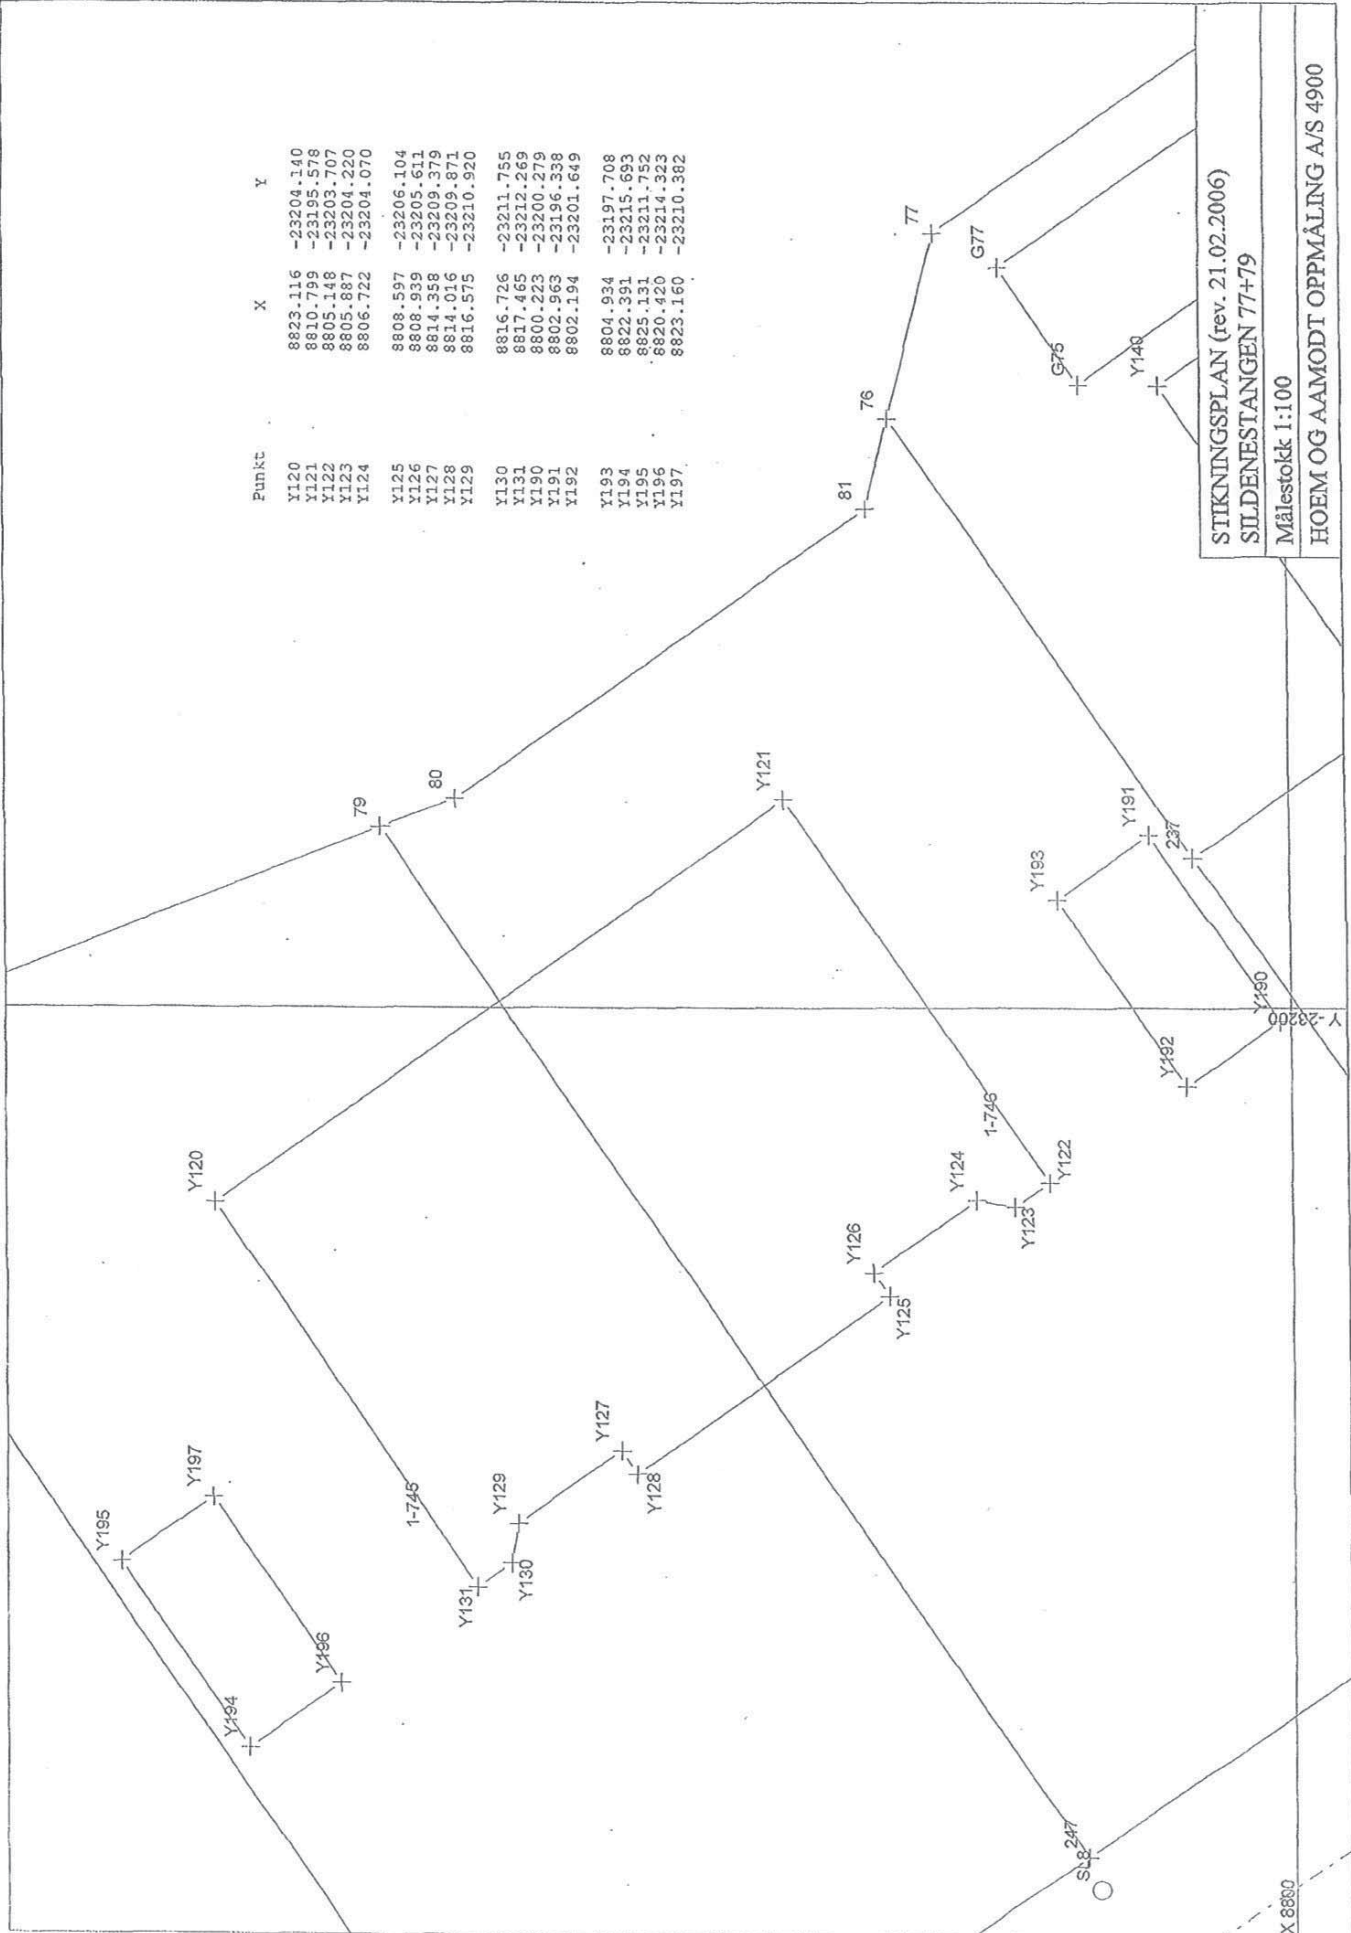 Punkt X Y
Y120 8823.116 -23204.140
Y121 8810.799 -23195.578
Y122 8805.148 -23203.707
Y123 8805.887 -23204.220
Y124 8806.722 -23204.070
Y125 8808.597 -23206.104
Y126 8808.939 -23205.611
Y127 8814.358 -23209.379
Y128 8814.016 -23209.871
Y129 8816.575 -23210.920
Y130 8816.726 -23211.755
Y131 8817.465 -23212.269
Y190 8800.223 -23200.279
Y191 8802.963 -23196.338
Y192 8802.194 -23201.649
Y193 8804.934 -23197.708
Y194 8822.391 -23215.693
Y195 8825.131 -23211.752
Y196 8820.420 -23214.323
Y197 8823.160 -23210.382
Y195
Y197
Y194
Y196
Y120
79
80
1-745
Y131
Y129
Y130
Y127
Y128
Y121
81
76
77
G77
G75
Y140
Y126
Y125
Y124
Y123
Y122
1-746
Y193
Y191
237
Y192
Y190
Y-23200
247
SL8
X 8800
STIKNINGSPLAN (rev. 21.02.2006)
SILDENESTANGEN 77+79
Målestokk 1:100
HOEM OG AAMODT OPPMÅLING A/S 4900